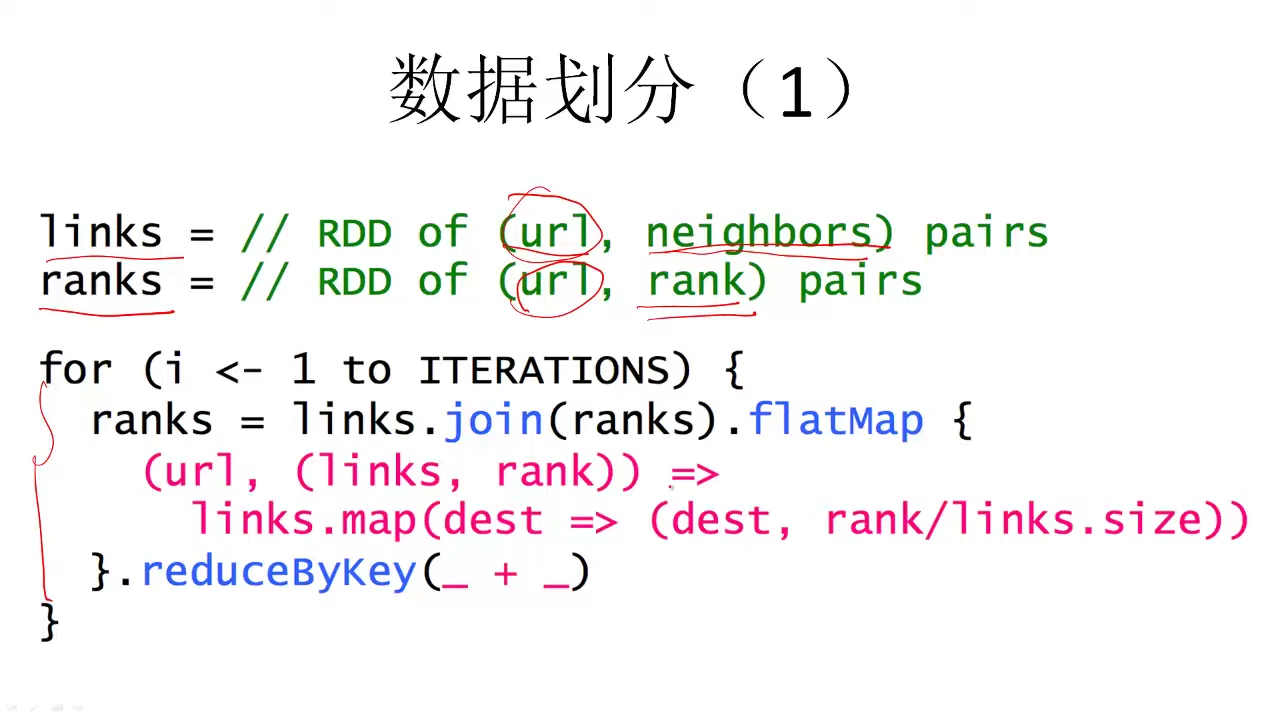 数据划分（1）
links = // RDD of (url, neighbors) pairs
ranks = // RDD of (url, rank) pairs
for (i <- 1 to ITERATIONS) {
ranks = links.join(ranks).flatMap {
(url, (links, rank)) =>
links.map(dest => (dest, rank/links.size))
}.reduceByKey(_ + _)
}